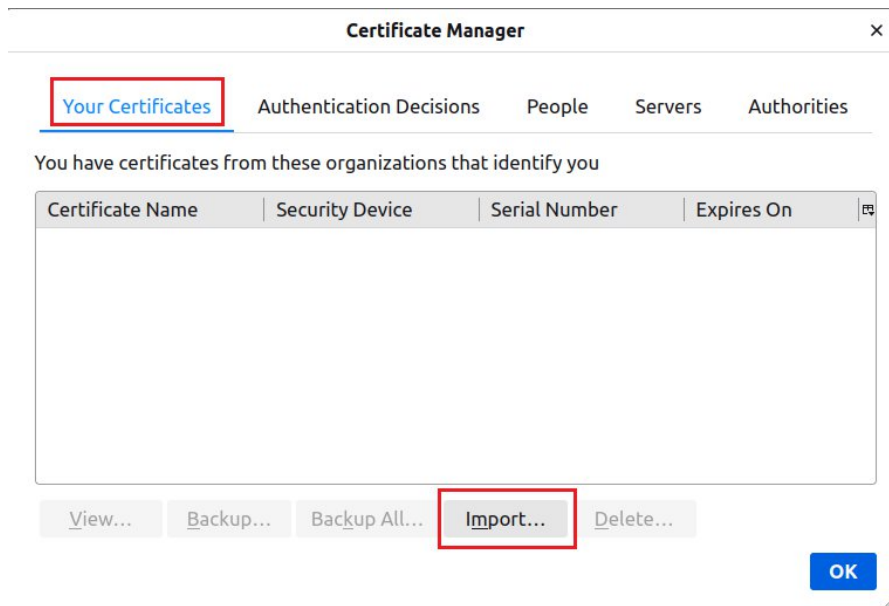 Certificate Manager
Your Certificates Authentication Decisions People Servers Authorities
You have certificates from these organizations that identify you
Certificate Name Security Device Serial Number Expires On
View... Backup... Backup All... Import... Delete...
OK